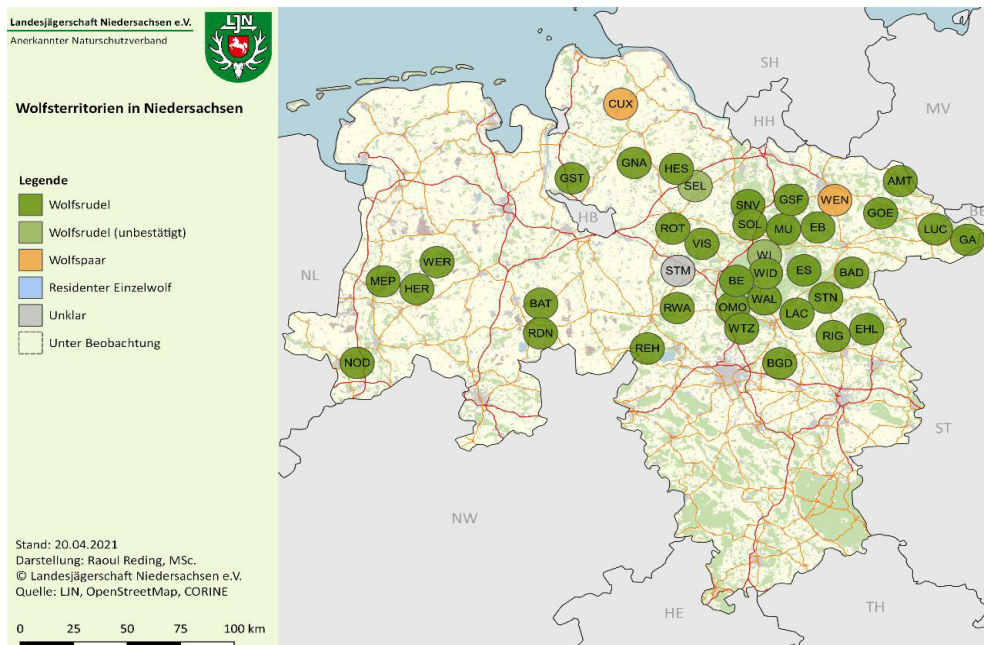 Landesjägerschaft Niedersachsen e.V.
Anerkannter Naturschutzverband
LJN
Wolfsterritorien in Niedersachsen
Legende
Wolfsrudel
Wolfsrudel (unbestätigt)
Wolfspaar
Residenter Einzelwolf
Unklar
Unter Beobachtung
Stand: 20.04.2021
Darstellung: Raoul Reding, MSc.
© Landesjägerschaft Niedersachsen e.V.
Quelle: LJN, OpenStreetMap, CORINE
0 25 50 75 100 km
SH
MV
HH
CUX
GNA
HES
GST
SEL
AMT
HB
SNV
GSF
WEN
GOE
BB
ROT
SOL
MU
EB
LUC
GA
VIS
NL
MEP
WER
HER
STM
WI
WID
BE
ES
BAD
BAT
RWA
OMO
WAL
LAC
STN
RDN
WTZ
RIG
EHL
NOD
REH
BGD
ST
NW
HE
TH